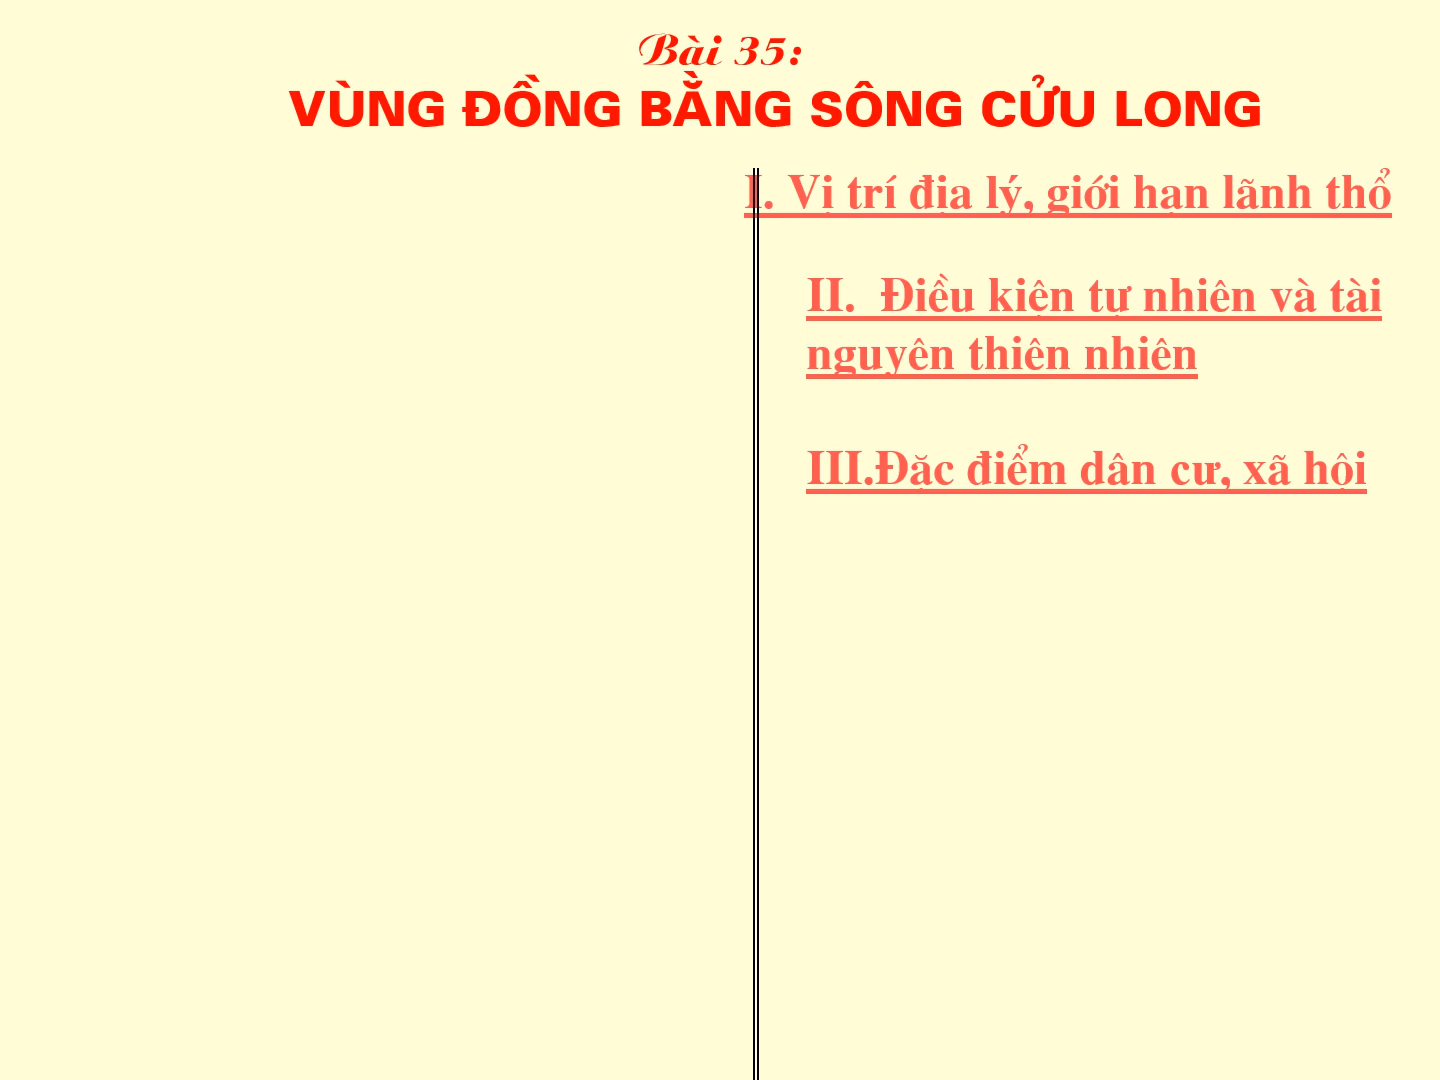 Bài 35:
VÙNG ĐỒNG BẰNG SÔNG CỬU LONG
I. Vị trí địa lý, giới hạn lãnh thổ
II.  Điều kiện tự nhiên và tài
nguyên thiên nhiên
III.Đặc điểm dân cư, xã hội